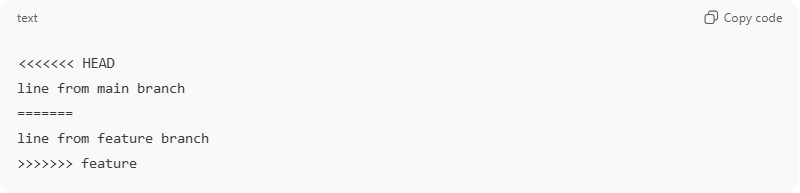 text
Copy code
<<<<<<< HEAD
line from main branch
=======
line from feature branch
>>>>>>> feature